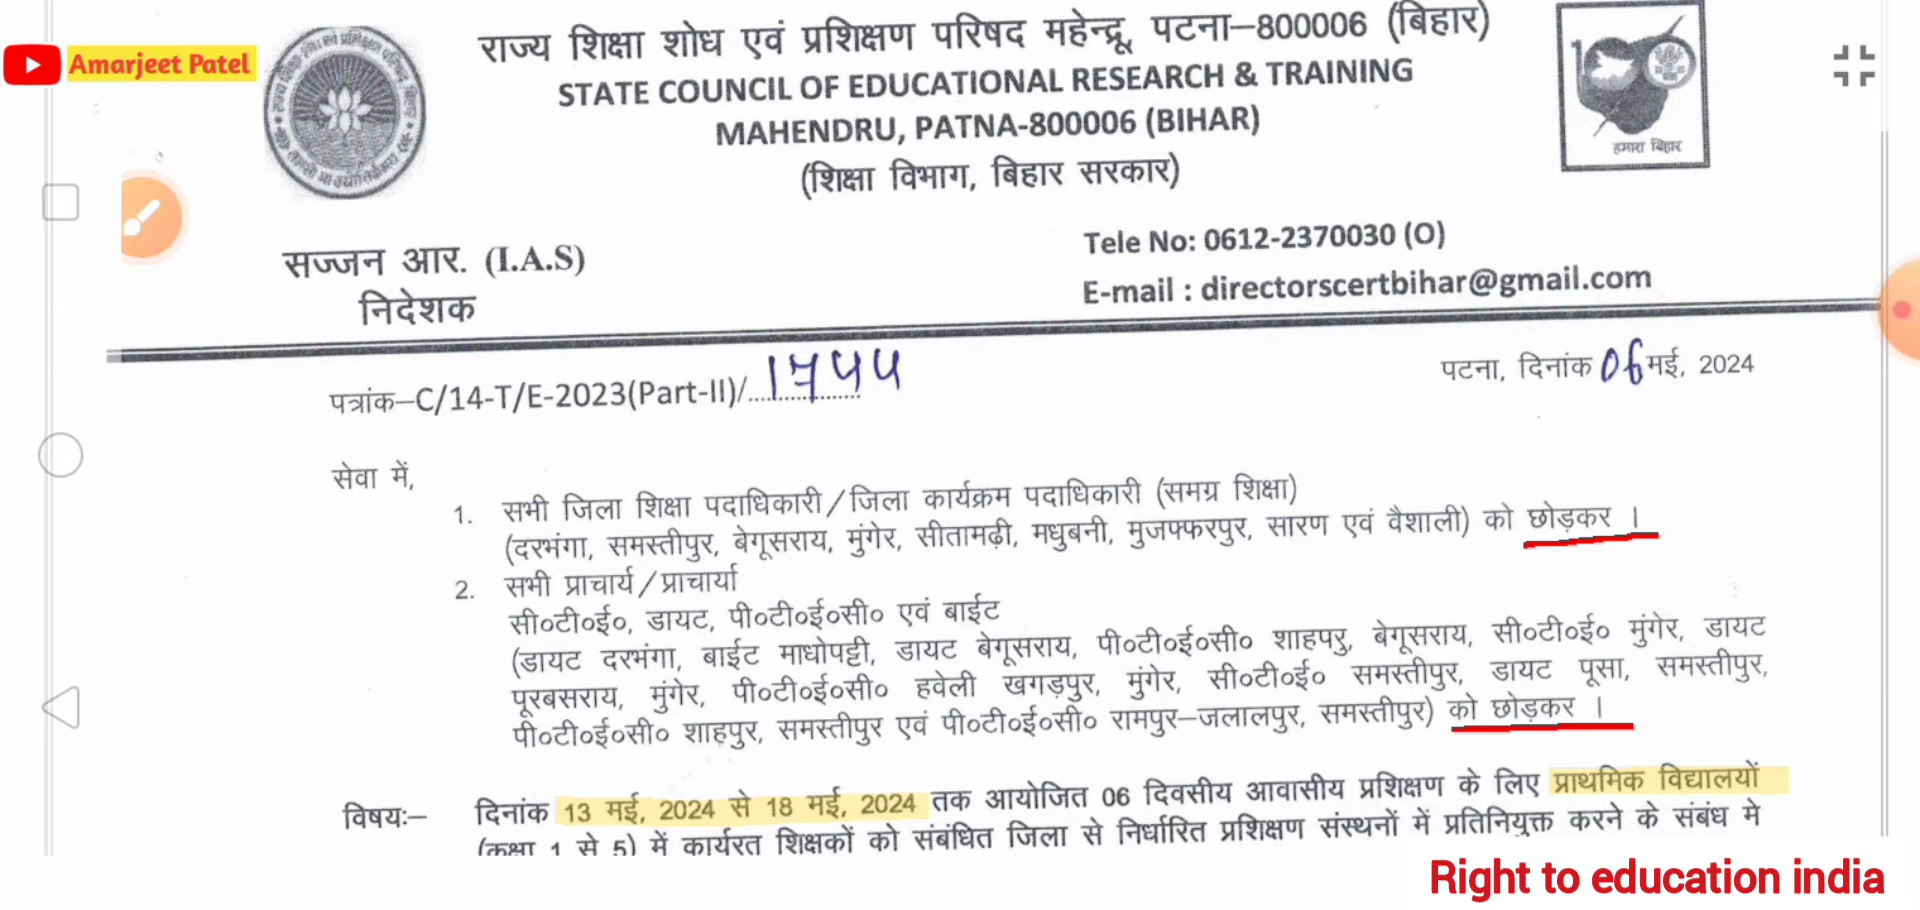 Amarjeet Patel
राज्य शिक्षा शोध एवं प्रशिक्षण परिषद महेन्द्रू, पटना–800006 (बिहार)
STATE COUNCIL OF EDUCATIONAL RESEARCH & TRAINING
MAHENDRU, PATNA-800006 (BIHAR)
(शिक्षा विभाग, बिहार सरकार)
हमारा बिहार
सज्जन आर. (I.A.S)
निदेशक
Tele No: 0612-2370030 (O)
E-mail : directorscertbihar@gmail.com
पत्रांक–C/14-T/E-2023(Part-II)/ 1744
पटना, दिनांक 06 मई, 2024
सेवा में,
1. सभी जिला शिक्षा पदाधिकारी/जिला कार्यक्रम पदाधिकारी (समग्र शिक्षा)
(दरभंगा, समस्तीपुर, बेगूसराय, मुंगेर, सीतामढ़ी, मधुबनी, मुजफ्फरपुर, सारण एवं वैशाली) को छोड़कर ।
2. सभी प्राचार्य/प्राचार्या
सी०टी०ई०, डायट, पी०टी०ई०सी० एवं बाईट
(डायट दरभंगा, बाईट माधोपट्टी, डायट बेगूसराय, पी०टी०ई०सी० शाहपुर, बेगूसराय, सी०टी०ई० मुंगेर, डायट
पूरबसराय, मुंगेर, पी०टी०ई०सी० हवेली खगड़पुर, मुंगेर, सी०टी०ई० समस्तीपुर, डायट पूसा, समस्तीपुर,
पी०टी०ई०सी० शाहपुर, समस्तीपुर एवं पी०टी०ई०सी० रामपुर–जलालपुर, समस्तीपुर) को छोड़कर ।
विषयः– दिनांक 13 मई, 2024 से 18 मई, 2024 तक आयोजित 06 दिवसीय आवासीय प्रशिक्षण के लिए प्राथमिक विद्यालयों
(कक्षा 1 से 5) में कार्यरत शिक्षकों को संबंधित जिला से निर्धारित प्रशिक्षण संस्थनों में प्रतिनियुक्त करने के संबंध मे
Right to education india